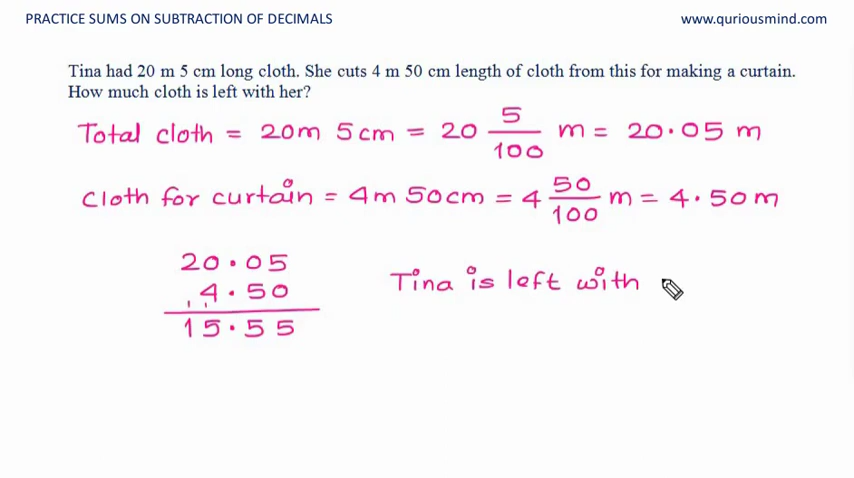 PRACTICE SUMS ON SUBTRACTION OF DECIMALS
www.quriousmind.com
Tina had 20 m 5 cm long cloth. She cuts 4 m 50 cm length of cloth from this for making a curtain.
How much cloth is left with her?
Total cloth = 20m 5cm = 20 5/100 m = 20.05 m
Cloth for curtain = 4m 50cm = 4 50/100 m = 4.50m
20.05
4.50
15.55
Tina is left with